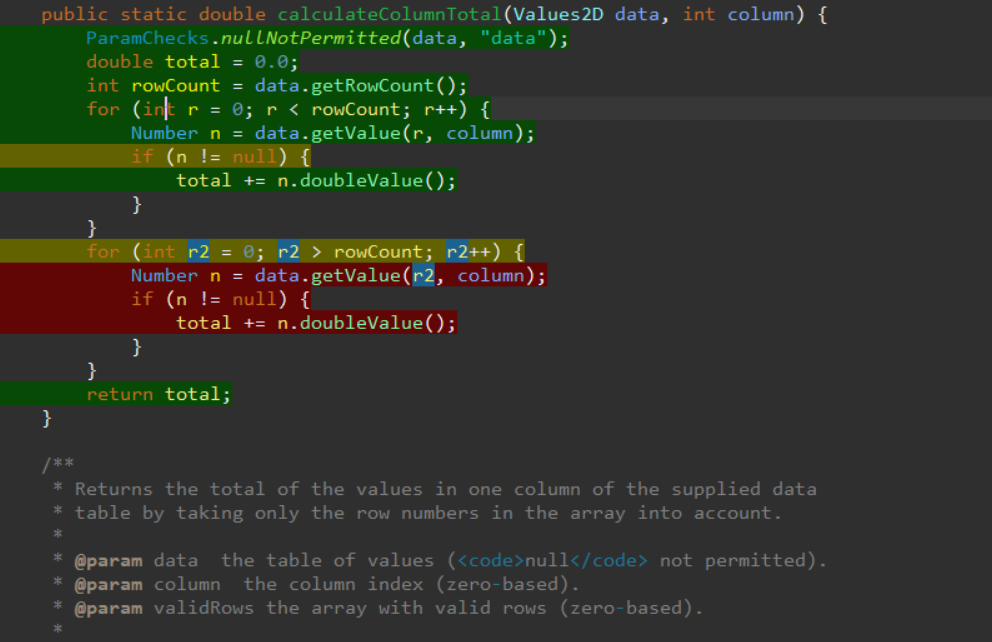 public static double calculateColumnTotal(Values2D data, int column) {
ParamChecks.nullNotPermitted(data, "data");
double total = 0.0;
int rowCount = data.getRowCount();
for (int r = 0; r < rowCount; r++) {
Number n = data.getValue(r, column);
if (n != null) {
total += n.doubleValue();
}
}
for (int r2 = 0; r2 > rowCount; r2++) {
Number n = data.getValue(r2, column);
if (n != null) {
total += n.doubleValue();
}
}
return total;
}
/**
* Returns the total of the values in one column of the supplied data
* table by taking only the row numbers in the array into account.
*
* @param data  the table of values (<code>null</code> not permitted).
* @param column  the column index (zero-based).
* @param validRows the array with valid rows (zero-based).
*